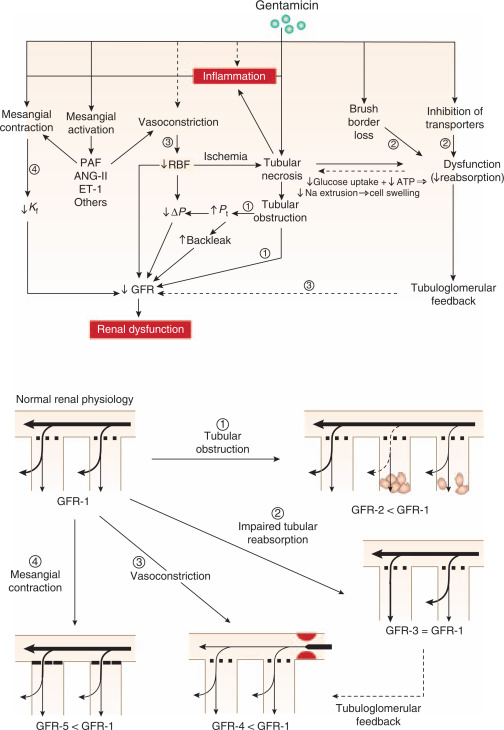 Gentamicin
Inflammation
Mesangial
contraction
Mesangial
activation
Vasoconstriction
Brush
border
loss
Inhibition of
transporters
④
PAF
ANG-II
ET-1
Others
③
↓RBF
Ischemia
Tubular
necrosis
②
②
Dysfunction
(↓reabsorption)
↓Glucose uptake + ↓ATP ⇒
↓Na extrusion→cell swelling
↓Kf
↓ΔP
↑Pt
①
Tubular
obstruction
↑Backleak
①
↓ GFR
③
Tubuloglomerular
feedback
Renal dysfunction
Normal renal physiology
GFR-1
①
Tubular
obstruction
GFR-2 < GFR-1
②
Impaired tubular
reabsorption
④
Mesangial
contraction
③
Vasoconstriction
GFR-3 = GFR-1
GFR-5 < GFR-1
GFR-4 < GFR-1
Tubuloglomerular
feedback